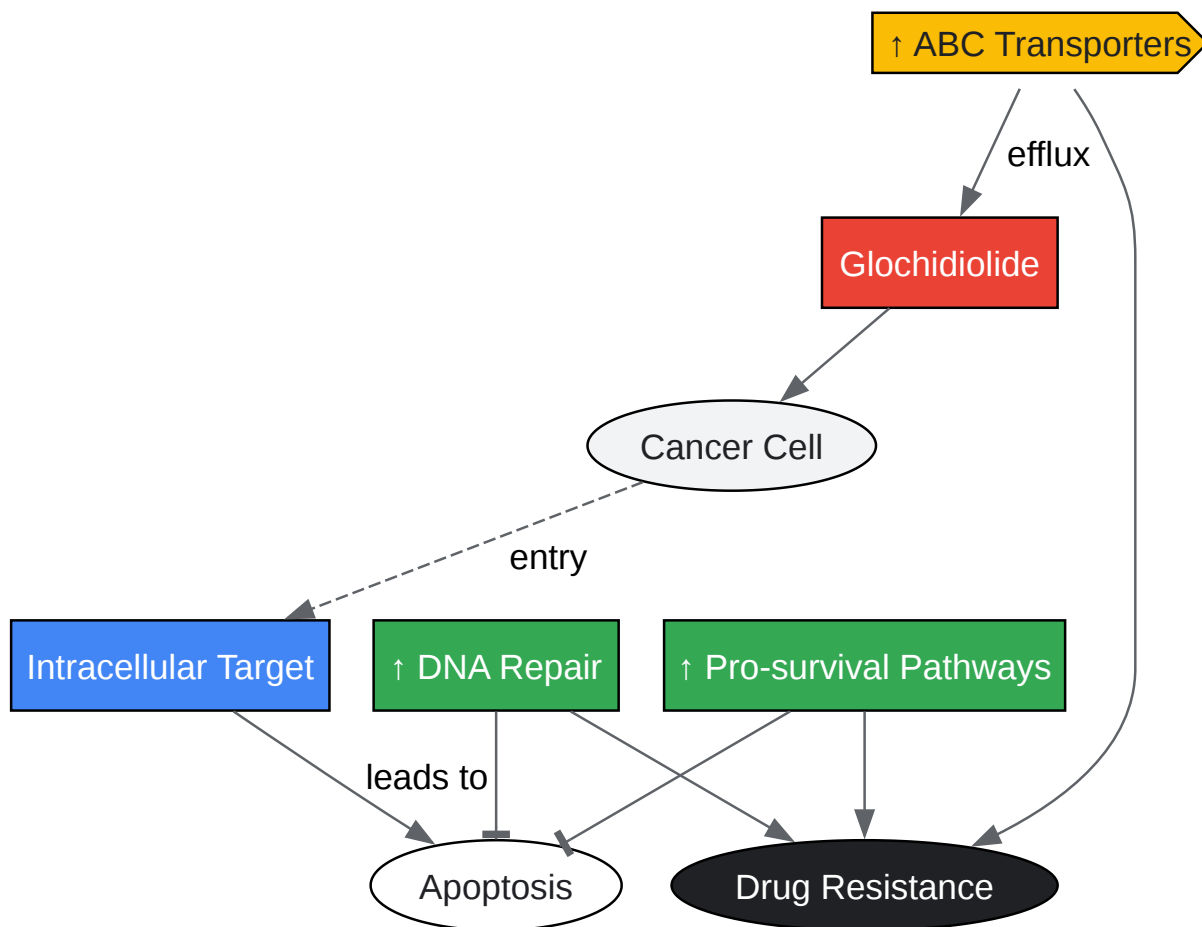 ↑ ABC Transporters
efflux
Glochidiolide
Cancer Cell
entry
Intracellular Target
↑ DNA Repair
↑ Pro-survival Pathways
leads to
Apoptosis
Drug Resistance